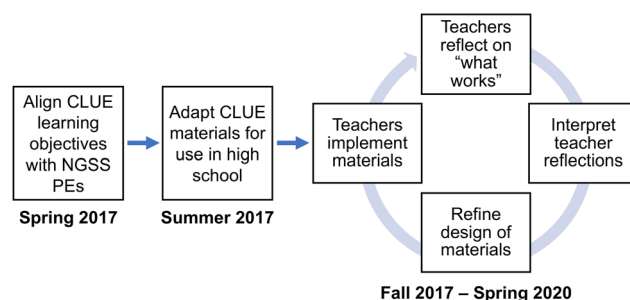 Align CLUE
learning
objectives
with NGSS
PEs
Spring 2017
Adapt CLUE
materials for
use in high
school
Summer 2017
Teachers
implement
materials
Teachers
reflect on
“what
works”
Interpret
teacher
reflections
Refine
design of
materials
Fall 2017 – Spring 2020